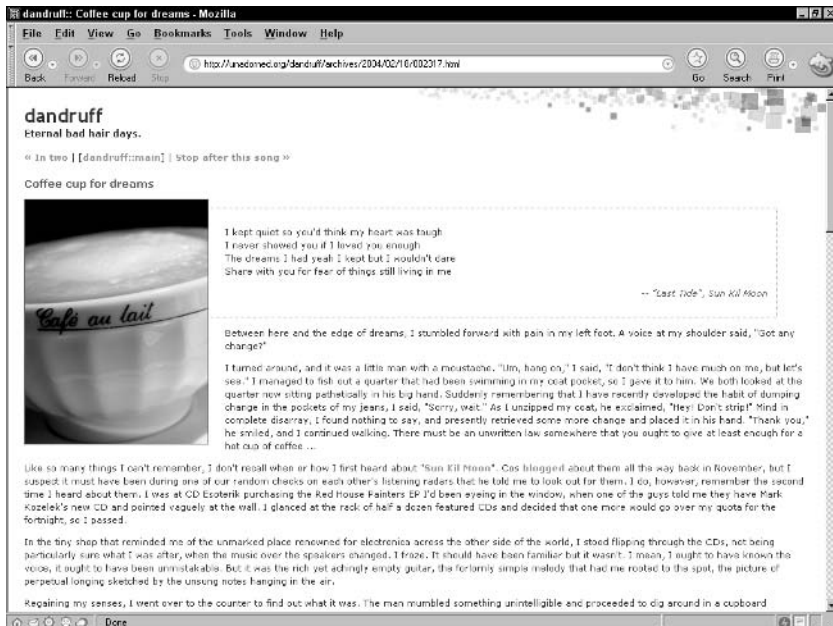 dandruff:: Coffee cup for dreams - Mozilla
File Edit View Go Bookmarks Tools Window Help
http://unadorned.org/dandruff/archives/2004/02/18/002317.html
Back Forward Reload Stop Go Search Print
dandruff
Eternal bad hair days.
« In two | [dandruff::main] | Stop after this song »
Coffee cup for dreams
Café au lait
I kept quiet so you'd think my heart was tough
I never showed you if I loved you enough
The dreams I had yeah I kept but I wouldn't dare
Share with you for fear of things still living in me
-- "Last Tide", Sun Kil Moon
Between here and the edge of dreams, I stumbled forward with pain in my left foot. A voice at my shoulder said, "Got any
change?"
I turned around, and it was a little man with a moustache. "Um, hang on," I said, "I don't think I have much on me, but let's
see." I managed to fish out a quarter that had been swimming in my coat pocket, so I gave it to him. We both looked at the
quarter now sitting pathetically in his big hand. Suddenly remembering that I have recently developed the habit of dumping
change in the pockets of my jeans, I said, "Sorry, wait." As I unzipped my coat, he exclaimed, "Hey! Don't strip!" Mind in
complete disarray, I found nothing to say, and presently retrieved some more change and placed it in his hand. "Thank you,"
he smiled, and I continued walking. There must be an unwritten law somewhere that you ought to give at least enough for a
hot cup of coffee ...
Like so many things I can't remember, I don't recall when or how I first heard about "Sun Kil Moon". Cos blogged about them all the way back in November, but I
suspect it must have been during one of our random checks on each other's listening radars that he told me to look out for them. I do, however, remember the second
time I heard about them. I was at CD Esoterik purchasing the Red House Painters EP I'd been eyeing in the window, when one of the guys told me they have Mark
Kozelek's new CD and pointed vaguely at the wall. I glanced at the rack of half a dozen featured CDs and decided that one more would go over my quota for the
fortnight, so I passed.
In the tiny shop that reminded me of the unmarked place renowned for electronica across the other side of the world, I stood flipping through the CDs, not being
particularly sure what I was after, when the music over the speakers changed. I froze. It should have been familiar but it wasn't. I mean, I ought to have known the
voice, it ought to have been unmistakable. But it was the rich yet achingly empty guitar, the forlornly simple melody that had me rooted to the spot, the picture of
perpetual longing sketched by the unsung notes hanging in the air.
Regaining my senses, I went over to the counter to find out what it was. The man mumbled something unintelligible and proceeded to dig around in a cupboard
Done